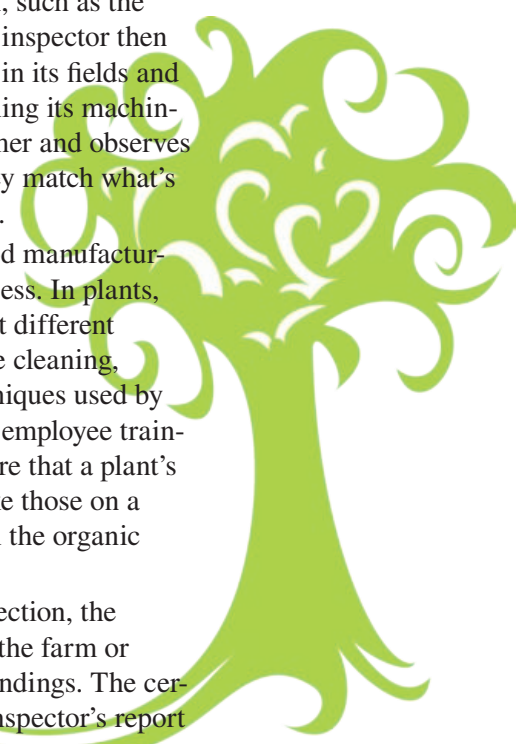 , such as the
inspector then
in its fields and
ing its machin-
ner and observes
y match what's
.
d manufactur-
ess. In plants,
t different
e cleaning,
niques used by
employee train-
re that a plant's
e those on a
the organic
ection, the
the farm or
ndings. The cer-
nspector's report